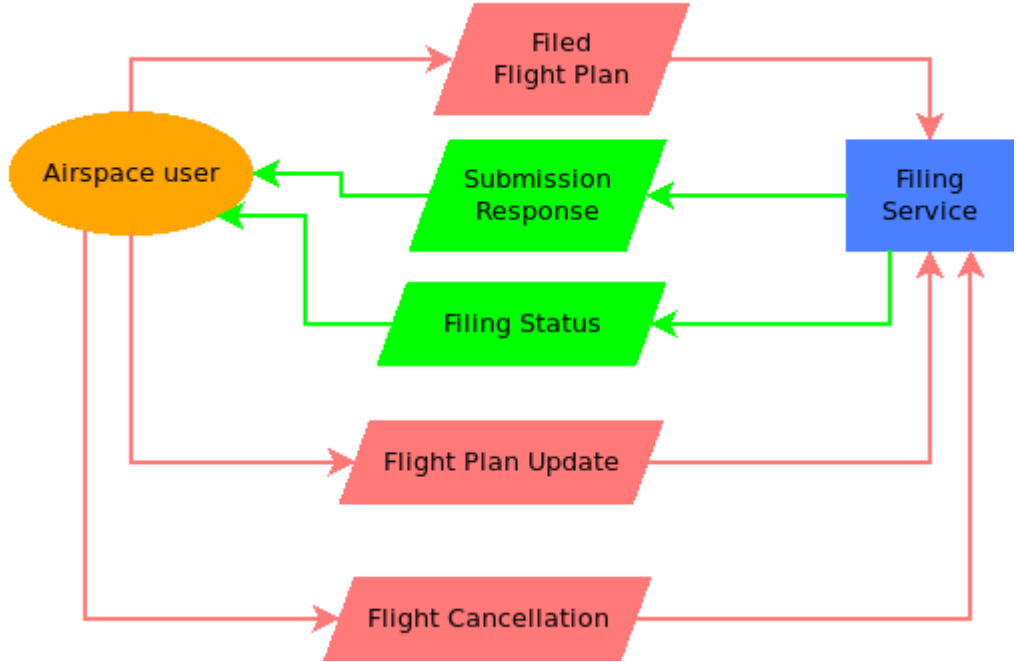 Filed
Flight Plan
Airspace user
Submission
Response
Filing
Service
Filing Status
Flight Plan Update
Flight Cancellation